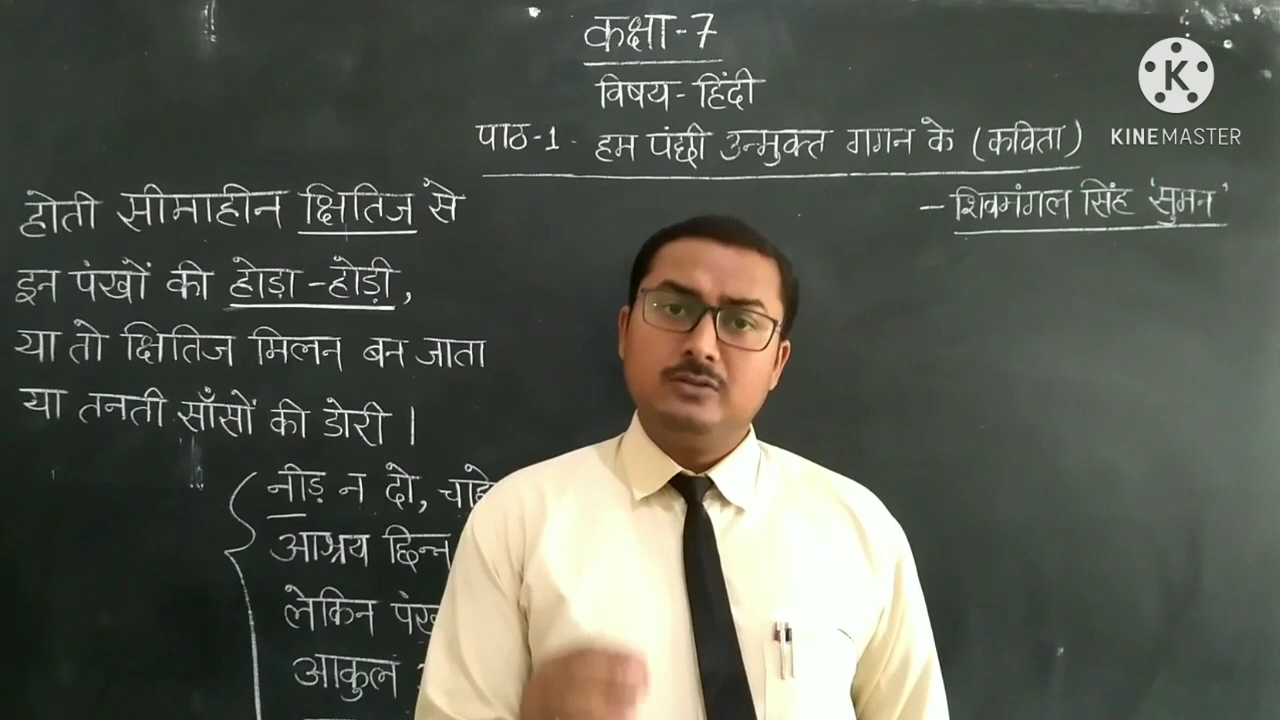 कक्षा-7
विषय-हिंदी
पाठ-1 - हम पंछी उन्मुक्त गगन के (कविता)
- शिवमंगल सिंह 'सुमन'
KINEMASTER
होती सीमाहीन क्षितिज से
इन पंखों की होड़ा-होड़ी,
या तो क्षितिज मिलन बन जाता
या तनती साँसों की डोरी ।
नीड़ न दो, चाहे
आश्रय छिन्न
लेकिन पंख
आकुल